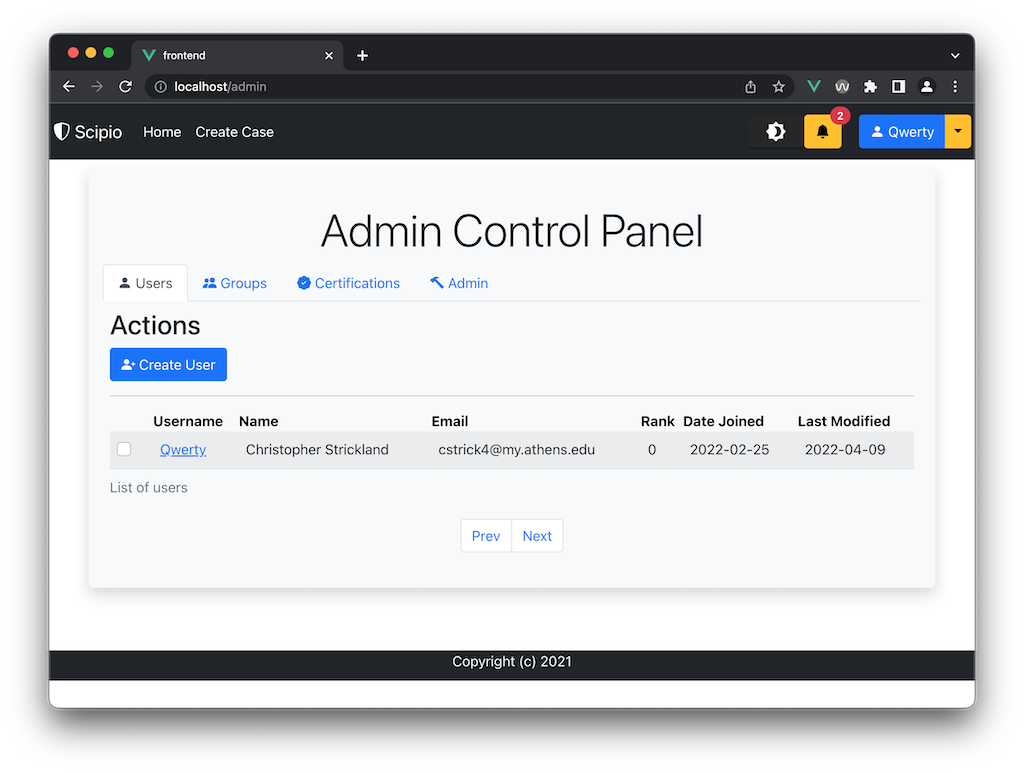 frontend
localhost/admin
Scipio Home Create Case 2 Qwerty
Admin Control Panel
Users Groups Certifications Admin
Actions
Create User
Username Name Email Rank Date Joined Last Modified
Qwerty Christopher Strickland cstrick4@my.athens.edu 0 2022-02-25 2022-04-09
List of users
Prev Next
Copyright (c) 2021